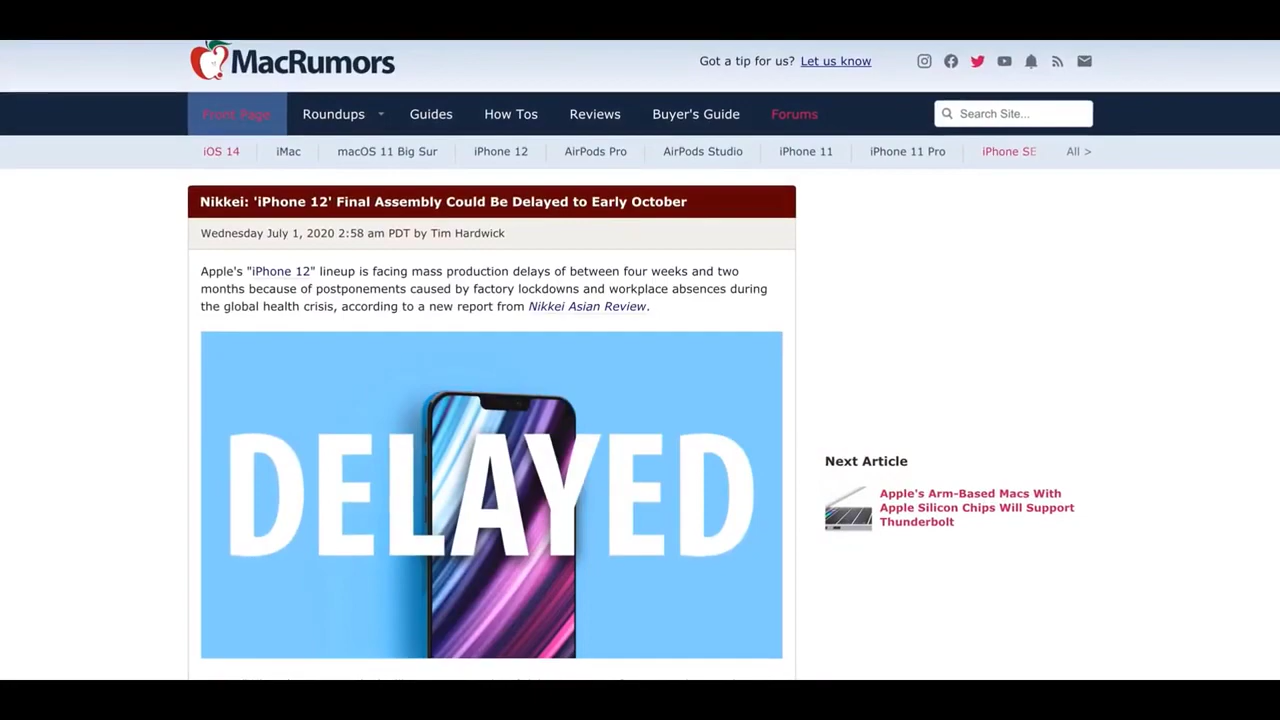 MacRumors
Got a tip for us? Let us know
Front Page Roundups Guides How Tos Reviews Buyer's Guide Forums Search Site...
iOS 14 iMac macOS 11 Big Sur iPhone 12 AirPods Pro AirPods Studio iPhone 11 iPhone 11 Pro iPhone SE All >
Nikkei: 'iPhone 12' Final Assembly Could Be Delayed to Early October
Wednesday July 1, 2020 2:58 am PDT by Tim Hardwick
Apple's "iPhone 12" lineup is facing mass production delays of between four weeks and two
months because of postponements caused by factory lockdowns and workplace absences during
the global health crisis, according to a new report from Nikkei Asian Review.
DELAYED
Next Article
Apple's Arm-Based Macs With
Apple Silicon Chips Will Support
Thunderbolt